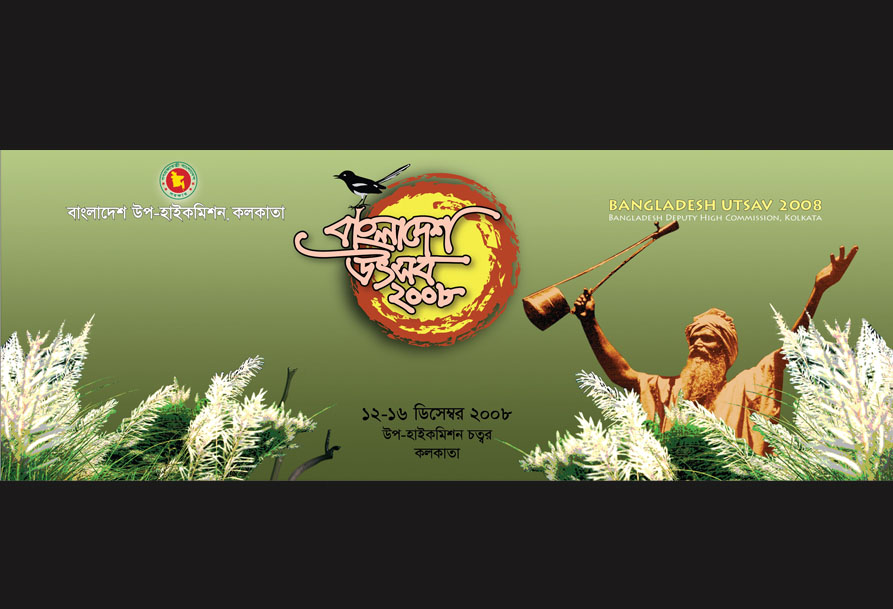 বাংলাদেশ উপ-হাইকমিশন, কলকাতা
বাংলাদেশ
উৎসব
২০০৮
BANGLADESH UTSAV 2008
BANGLADESH DEPUTY HIGH COMMISSION, KOLKATA
১২-১৬ ডিসেম্বর ২০০৮
উপ-হাইকমিশন চত্বর
কলকাতা